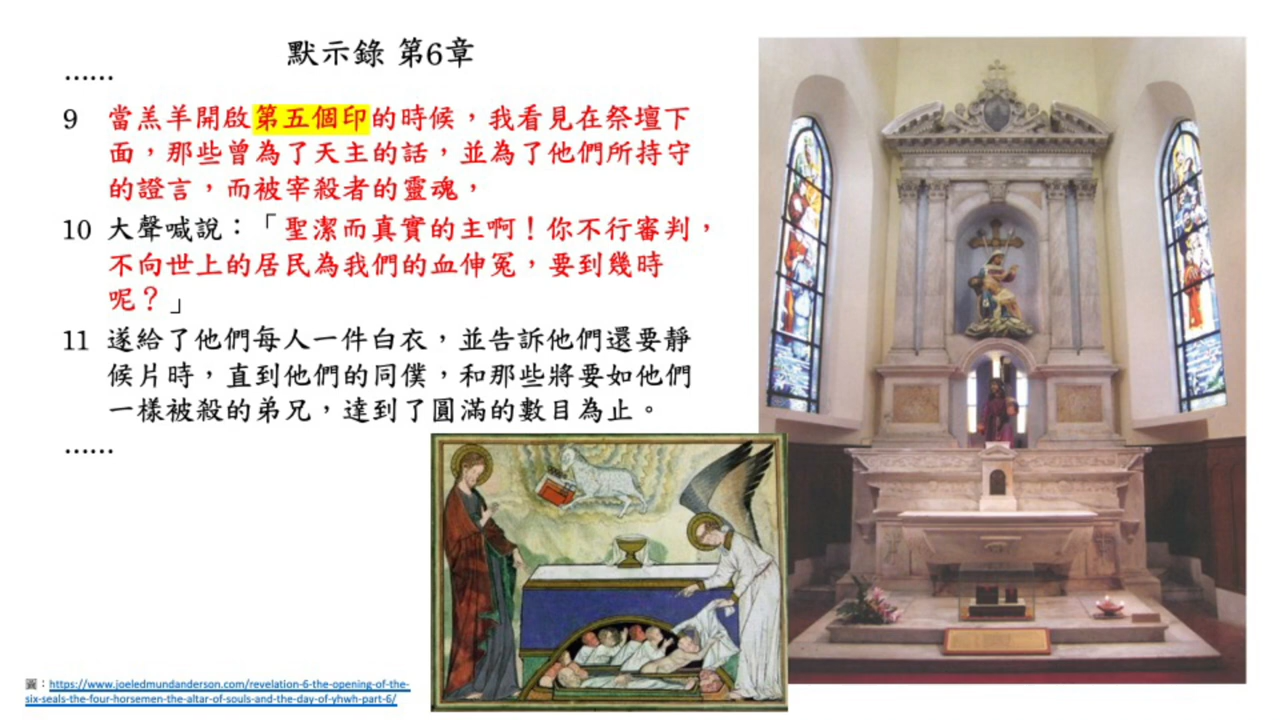 默示錄 第6章
……
9 當羔羊開啟第五個印的時候，我看見在祭壇下
面，那些曾為了天主的話，並為了他們所持守
的證言，而被宰殺者的靈魂，
10 大聲喊說：「聖潔而真實的主啊！你不行審判，
不向世上的居民為我們的血伸冤，要到幾時
呢？」
11 遂給了他們每人一件白衣，並告訴他們還要靜
候片時，直到他們的同僕，和那些將要如他們
一樣被殺的弟兄，達到了圓滿的數目為止。
……
圖：https://www.joeledmundanderson.com/revelation-6-the-opening-of-the-
six-seals-the-four-horsemen-the-altar-of-souls-and-the-day-of-yhwh-part-6/